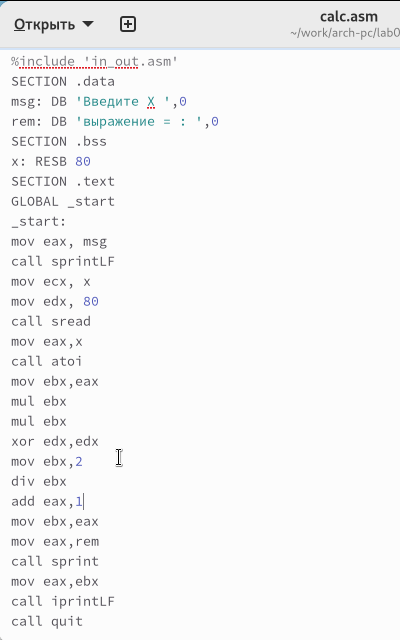 Открыть
calc.asm
~/work/arch-pc/lab0
%include 'in_out.asm'
SECTION .data
msg: DB 'Введите X ',0
rem: DB 'выражение = : ',0
SECTION .bss
x: RESB 80
SECTION .text
GLOBAL _start
_start:
mov eax, msg
call sprintLF
mov ecx, x
mov edx, 80
call sread
mov eax,x
call atoi
mov ebx,eax
mul ebx
mul ebx
xor edx,edx
mov ebx,2
div ebx
add eax,1
mov ebx,eax
mov eax,rem
call sprint
mov eax,ebx
call iprintLF
call quit